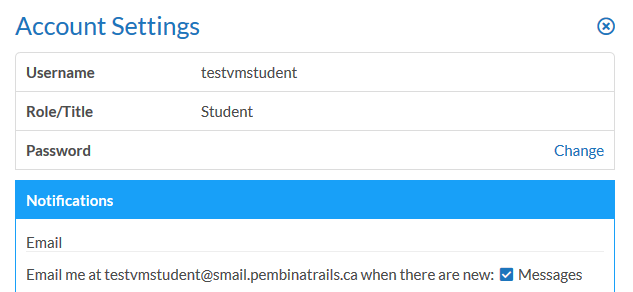 Account Settings
Username testvmstudent
Role/Title Student
Password Change
Notifications
Email
Email me at testvmstudent@smail.pembinatrails.ca when there are new: Messages